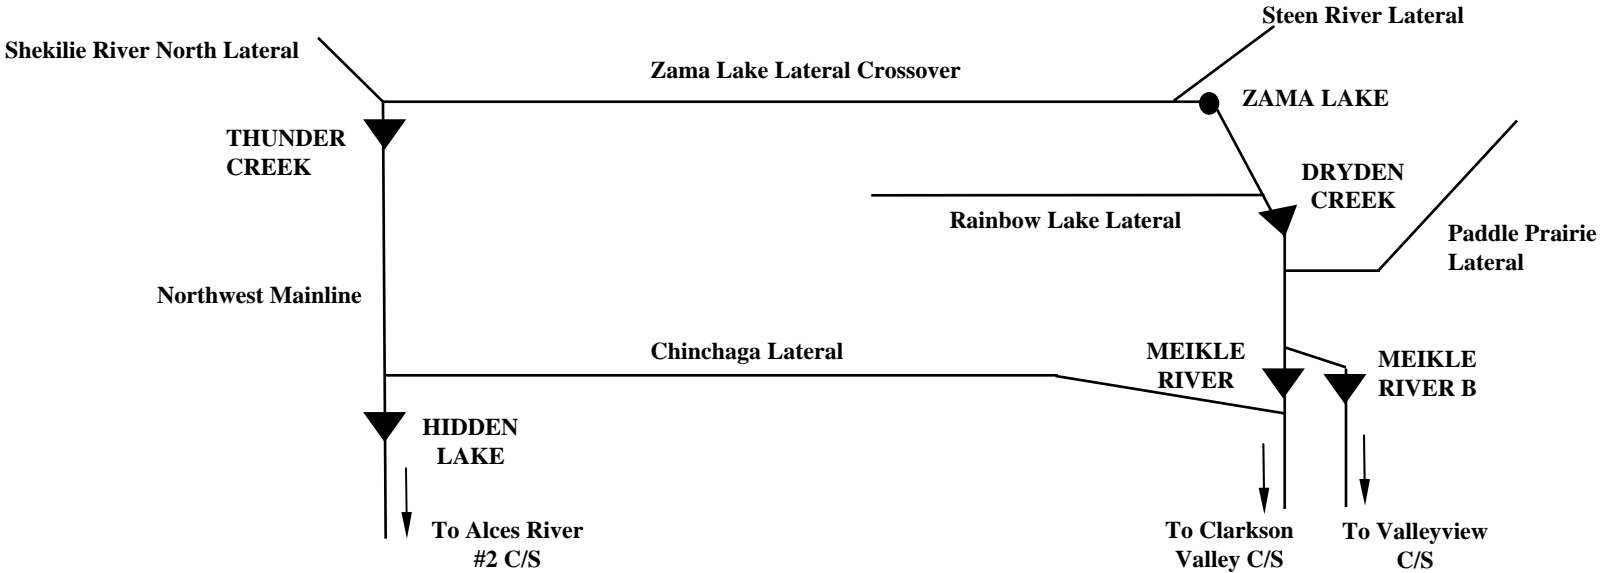 Steen River Lateral
Shekilie River North Lateral
Zama Lake Lateral Crossover
ZAMA LAKE
THUNDER
CREEK
DRYDEN
CREEK
Rainbow Lake Lateral
Paddle Prairie
Lateral
Northwest Mainline
Chinchaga Lateral
MEIKLE
RIVER
MEIKLE
RIVER B
HIDDEN
LAKE
To Alces River
#2 C/S
To Clarkson
Valley C/S
To Valleyview
C/S